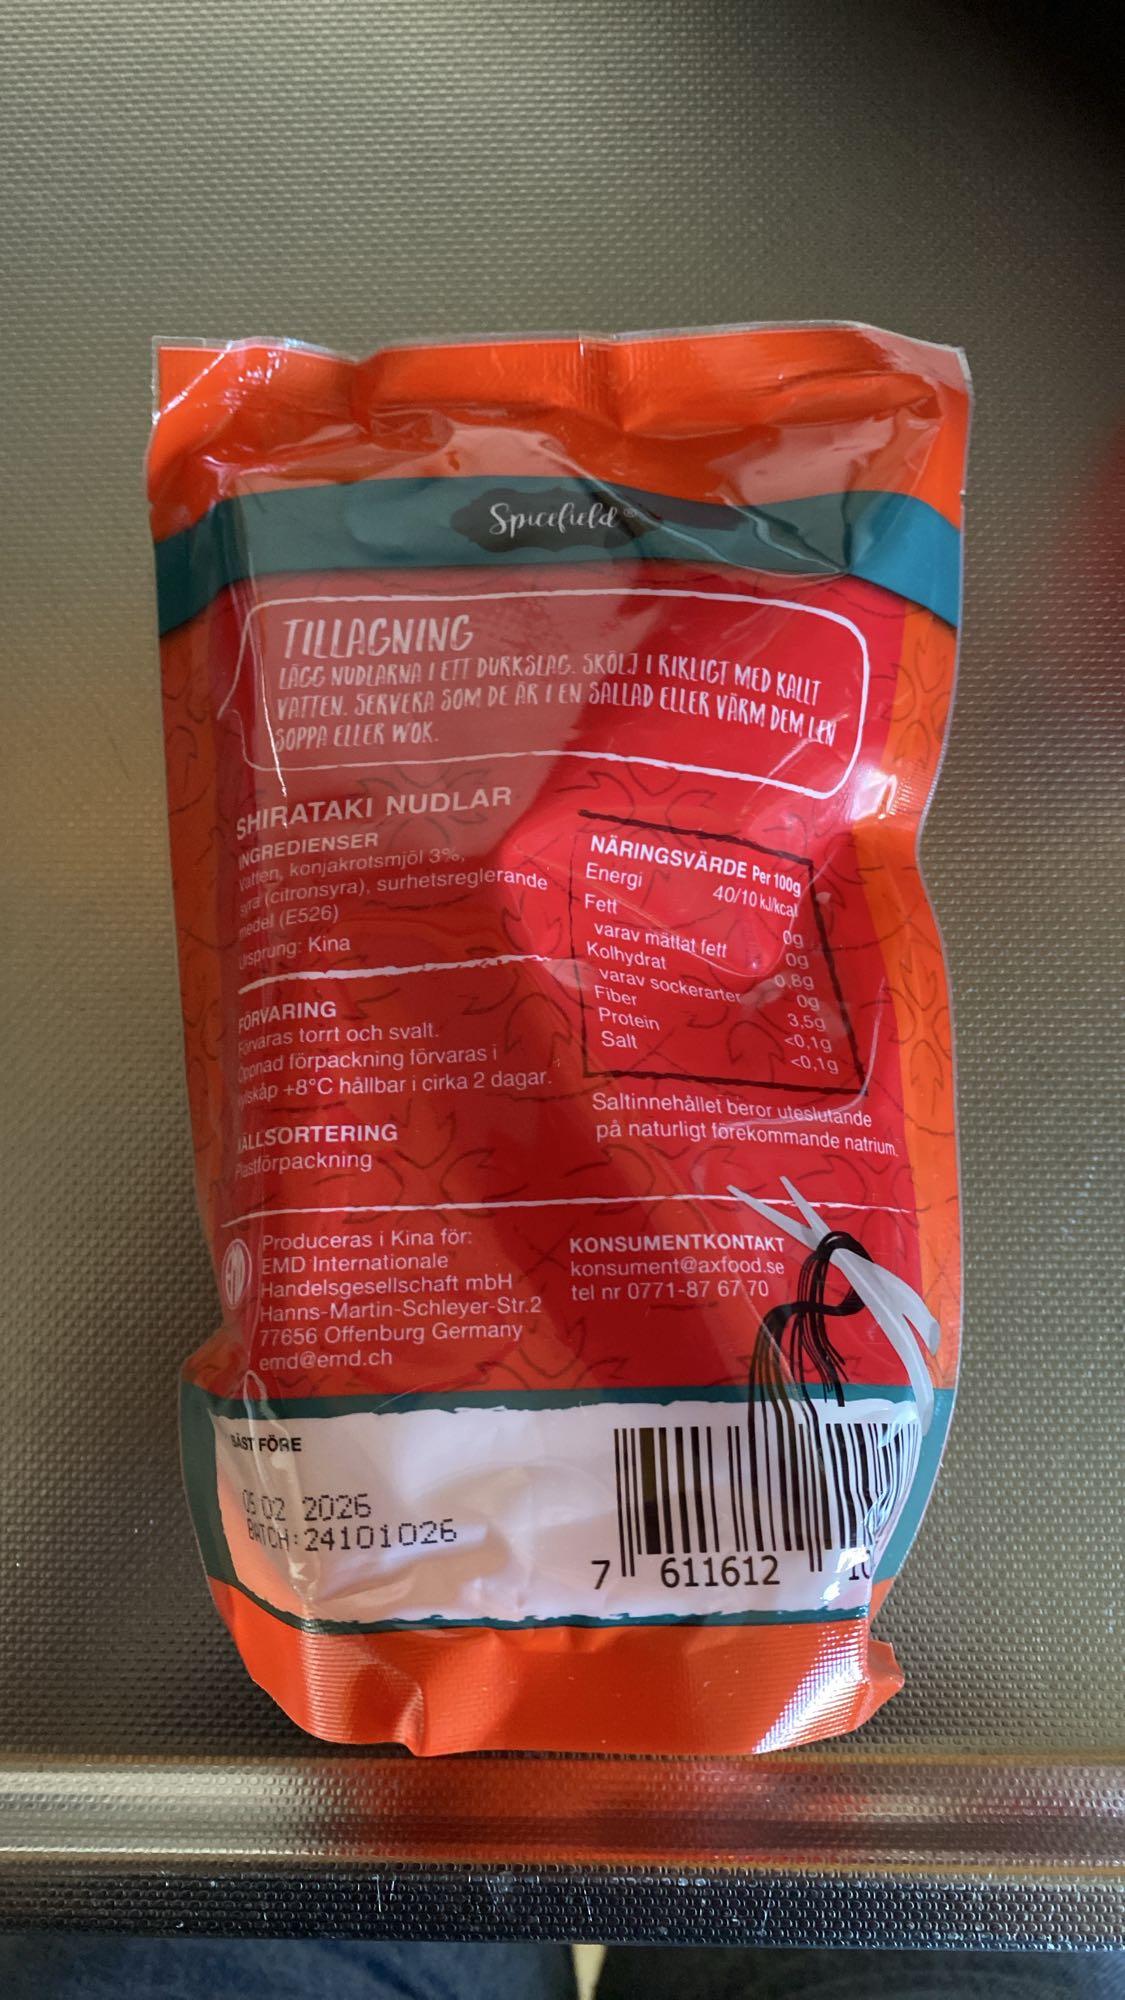 Spicefield®
TILLAGNING
LÄGG NUDLARNA I ETT DURKSLAG. SKÖLJ I RIKLIGT MED KALLT
VATTEN. SERVERA SOM DE ÄR I EN SALLAD ELLER VÄRM DEM I EN
SOPPA ELLER WOK.
SHIRATAKI NUDLAR
INGREDIENSER
Vatten, konjakrotsmjöl 3%,
syra (citronsyra), surhetsreglerande
medel (E526)
Ursprung: Kina
FÖRVARING
Förvaras torrt och svalt.
Öppnad förpackning förvaras i
kylskåp +8°C hållbar i cirka 2 dagar.
KÄLLSORTERING
Plastförpackning
NÄRINGSVÄRDE Per 100g
Energi 40/10 kJ/kcal
Fett 0g
varav mättat fett 0g
Kolhydrat 0,8g
varav sockerarter 0g
Fiber 3,5g
Protein <0,1g
Salt <0,1g
Saltinnehållet beror uteslutande
på naturligt förekommande natrium.
Produceras i Kina för:
EMD Internationale
Handelsgesellschaft mbH
Hanns-Martin-Schleyer-Str.2
77656 Offenburg Germany
emd@emd.ch
KONSUMENTKONTAKT
konsument@axfood.se
tel nr 0771-87 67 70
BÄST FÖRE
05 02 2026
BATCH:24101026
7 611612 10